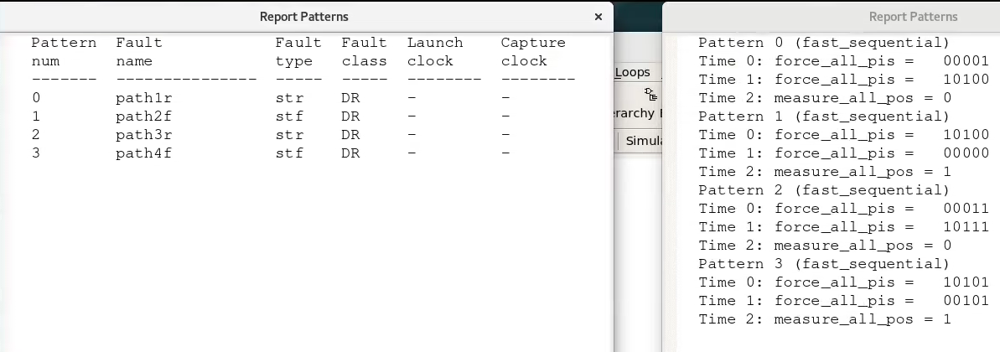 Report Patterns ×
Pattern Fault Fault Fault Launch Capture
num name type class clock clock
------- --------------- ----- ----- -------- --------
0 path1r str DR - -
1 path2f stf DR - -
2 path3r str DR - -
3 path4f stf DR - -
Loops
erarchy
Simula
Report Patterns
Pattern 0 (fast_sequential)
Time 0: force_all_pis = 00001
Time 1: force_all_pis = 10100
Time 2: measure_all_pos = 0
Pattern 1 (fast_sequential)
Time 0: force_all_pis = 10100
Time 1: force_all_pis = 00000
Time 2: measure_all_pos = 1
Pattern 2 (fast_sequential)
Time 0: force_all_pis = 00011
Time 1: force_all_pis = 10111
Time 2: measure_all_pos = 0
Pattern 3 (fast_sequential)
Time 0: force_all_pis = 10101
Time 1: force_all_pis = 00101
Time 2: measure_all_pos = 1